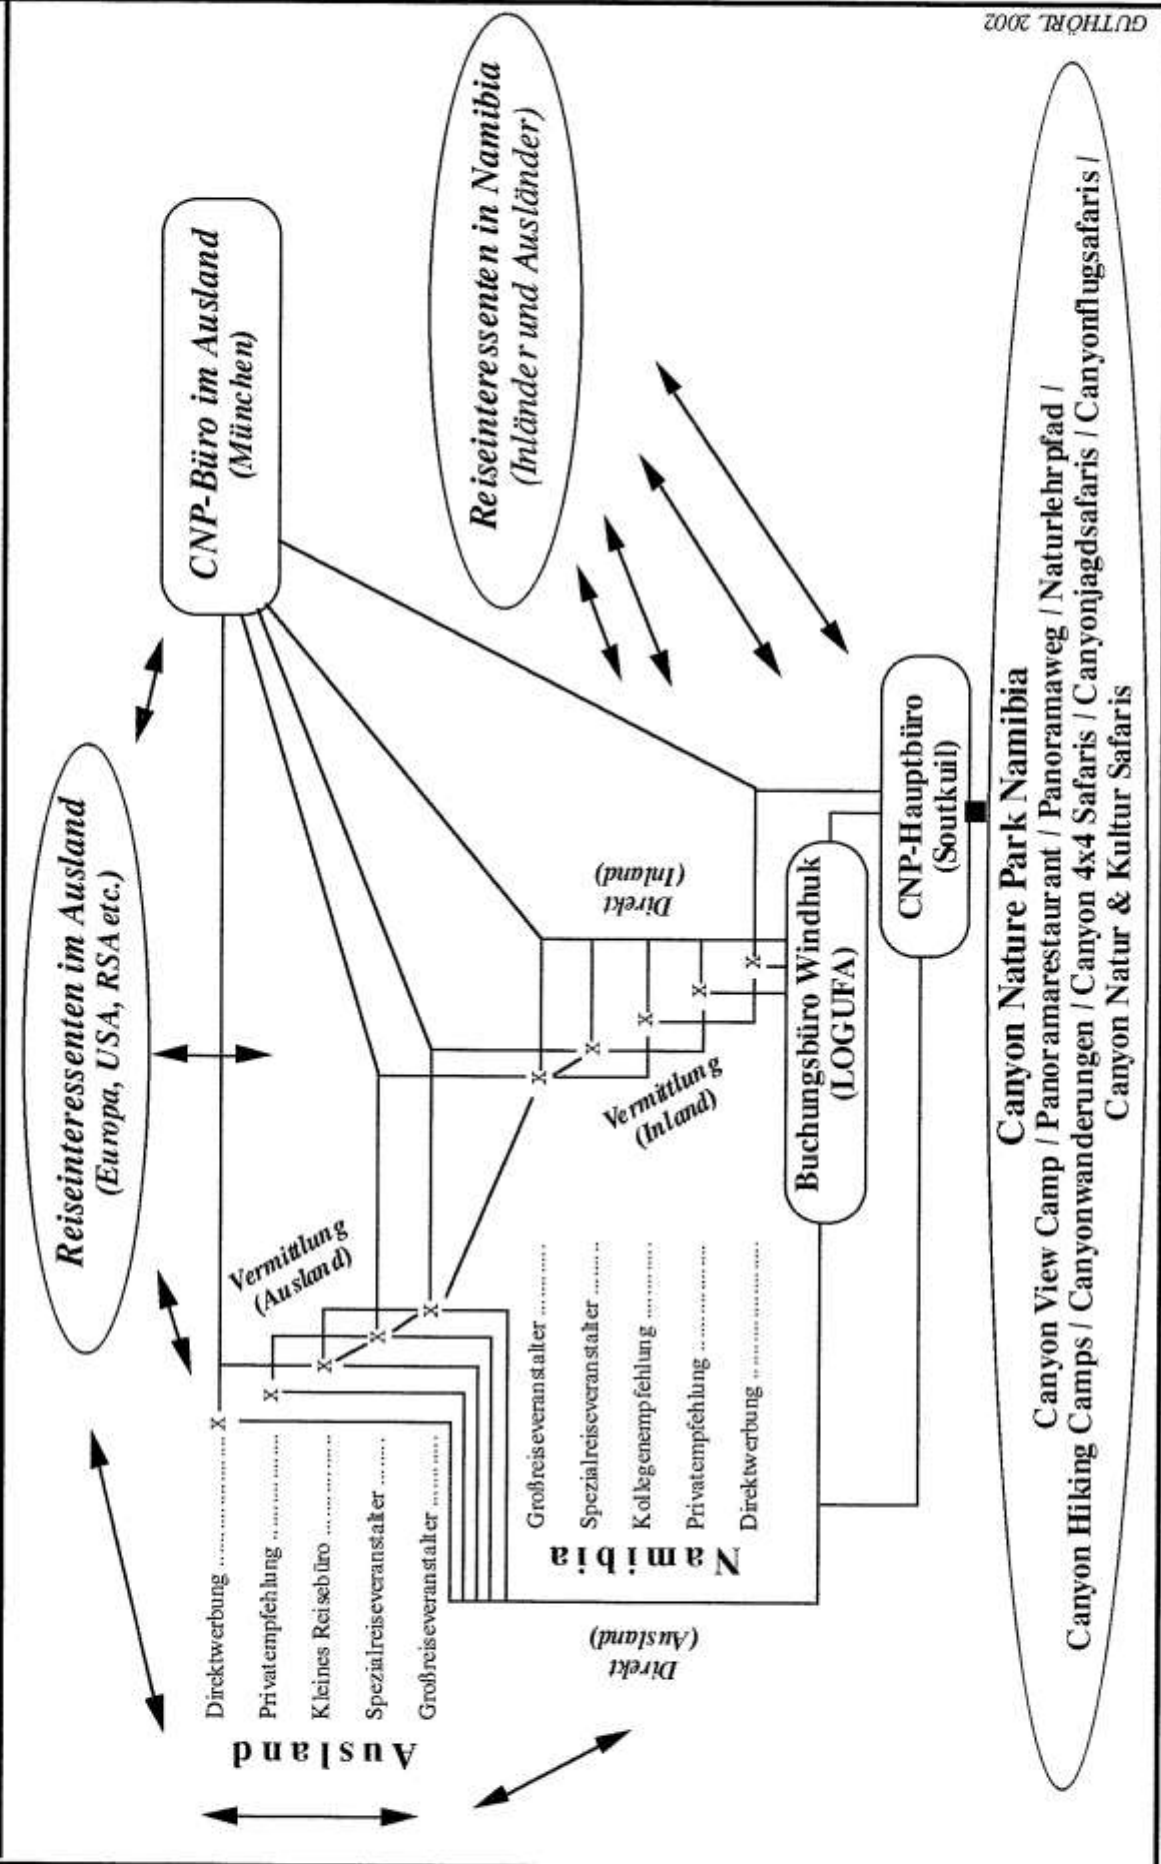 Reiseinteressenten im Ausland
(Europa, USA, RSA etc.)
CNP-Büro im Ausland
(München)
Reiseinteressenten in Namibia
(Inländer und Ausländer)
Ausland
Direktwerbung ....................
Privatempfehlung ................
Kleines Reisebüro ...............
Spezialreiseveranstalter .......
Großreiseveranstalter ..........
Vermittlung
(Ausland)
X
X
X
X
X
Direkt
(Ausland)
Namibia
Großreiseveranstalter ...........
Spezialreiseveranstalter ........
Kollegenempfehlung ...........
Privatempfehlung .................
Direktwerbung .....................
Vermittlung
(Inland)
X
X
X
X
X
Direkt
(Inland)
Buchungsbüro Windhuk
(LOGUFA)
CNP-Hauptbüro
(Soutkuil)
Canyon Nature Park Namibia
Canyon View Camp / Panoramarestaurant / Panoramaweg / Naturlehrpfad /
Canyon Hiking Camps / Canyonwanderungen / Canyon 4x4 Safaris / Canyonjagdsafaris / Canyonflugsafaris /
Canyon Natur & Kultur Safaris
GUTHÖRL 2002